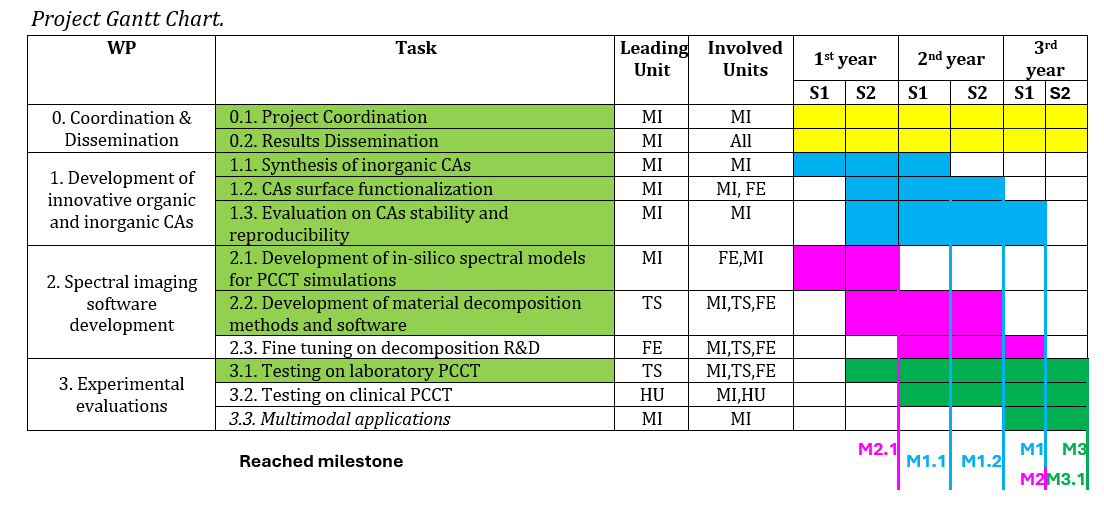 Project Gantt Chart.
WP Task Leading Unit Involved Units 1st year 2nd year 3rd year
S1 S2 S1 S2 S1 S2
0. Coordination & Dissemination
0.1. Project Coordination MI MI
0.2. Results Dissemination MI All
1. Development of innovative organic and inorganic CAs
1.1. Synthesis of inorganic CAs MI MI
1.2. CAs surface functionalization MI MI, FE
1.3. Evaluation on CAs stability and reproducibility MI MI
2. Spectral imaging software development
2.1. Development of in-silico spectral models for PCCT simulations MI FE,MI
2.2. Development of material decomposition methods and software TS MI,TS,FE
2.3. Fine tuning on decomposition R&D FE MI,TS,FE
3. Experimental evaluations
3.1. Testing on laboratory PCCT TS MI,TS,FE
3.2. Testing on clinical PCCT HU MI,HU
3.3. Multimodal applications MI MI
Reached milestone M2.1 M1.1 M1.2 M1 M3
M2 M3.1